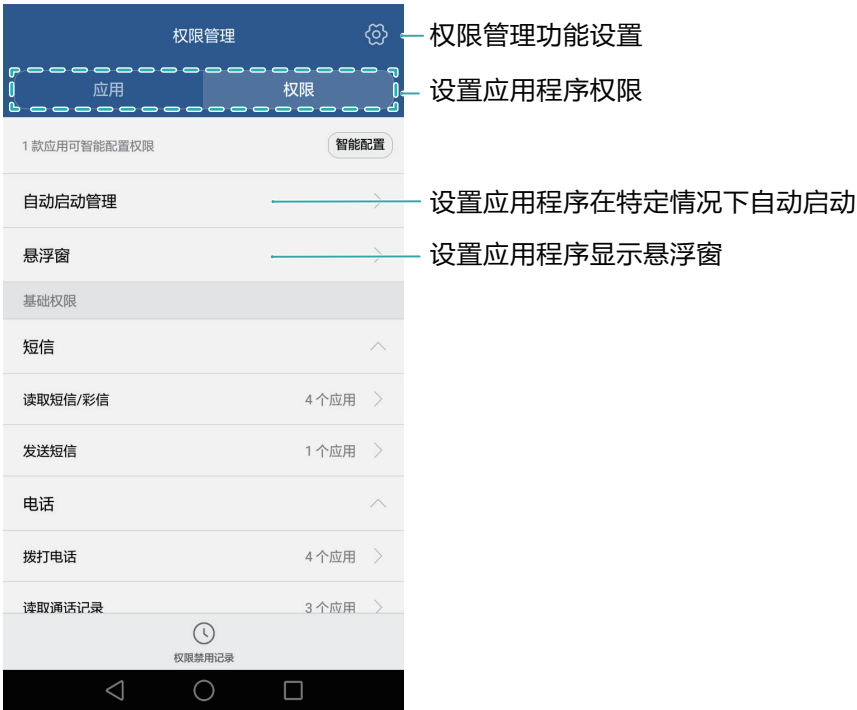 权限管理
权限管理功能设置
应用 权限
设置应用程序权限
1 款应用可智能配置权限 智能配置
自动启动管理
设置应用程序在特定情况下自动启动
悬浮窗
设置应用程序显示悬浮窗
基础权限
短信
读取短信/彩信 4 个应用
发送短信 1 个应用
电话
拨打电话 4 个应用
读取通话记录 3 个应用
权限禁用记录